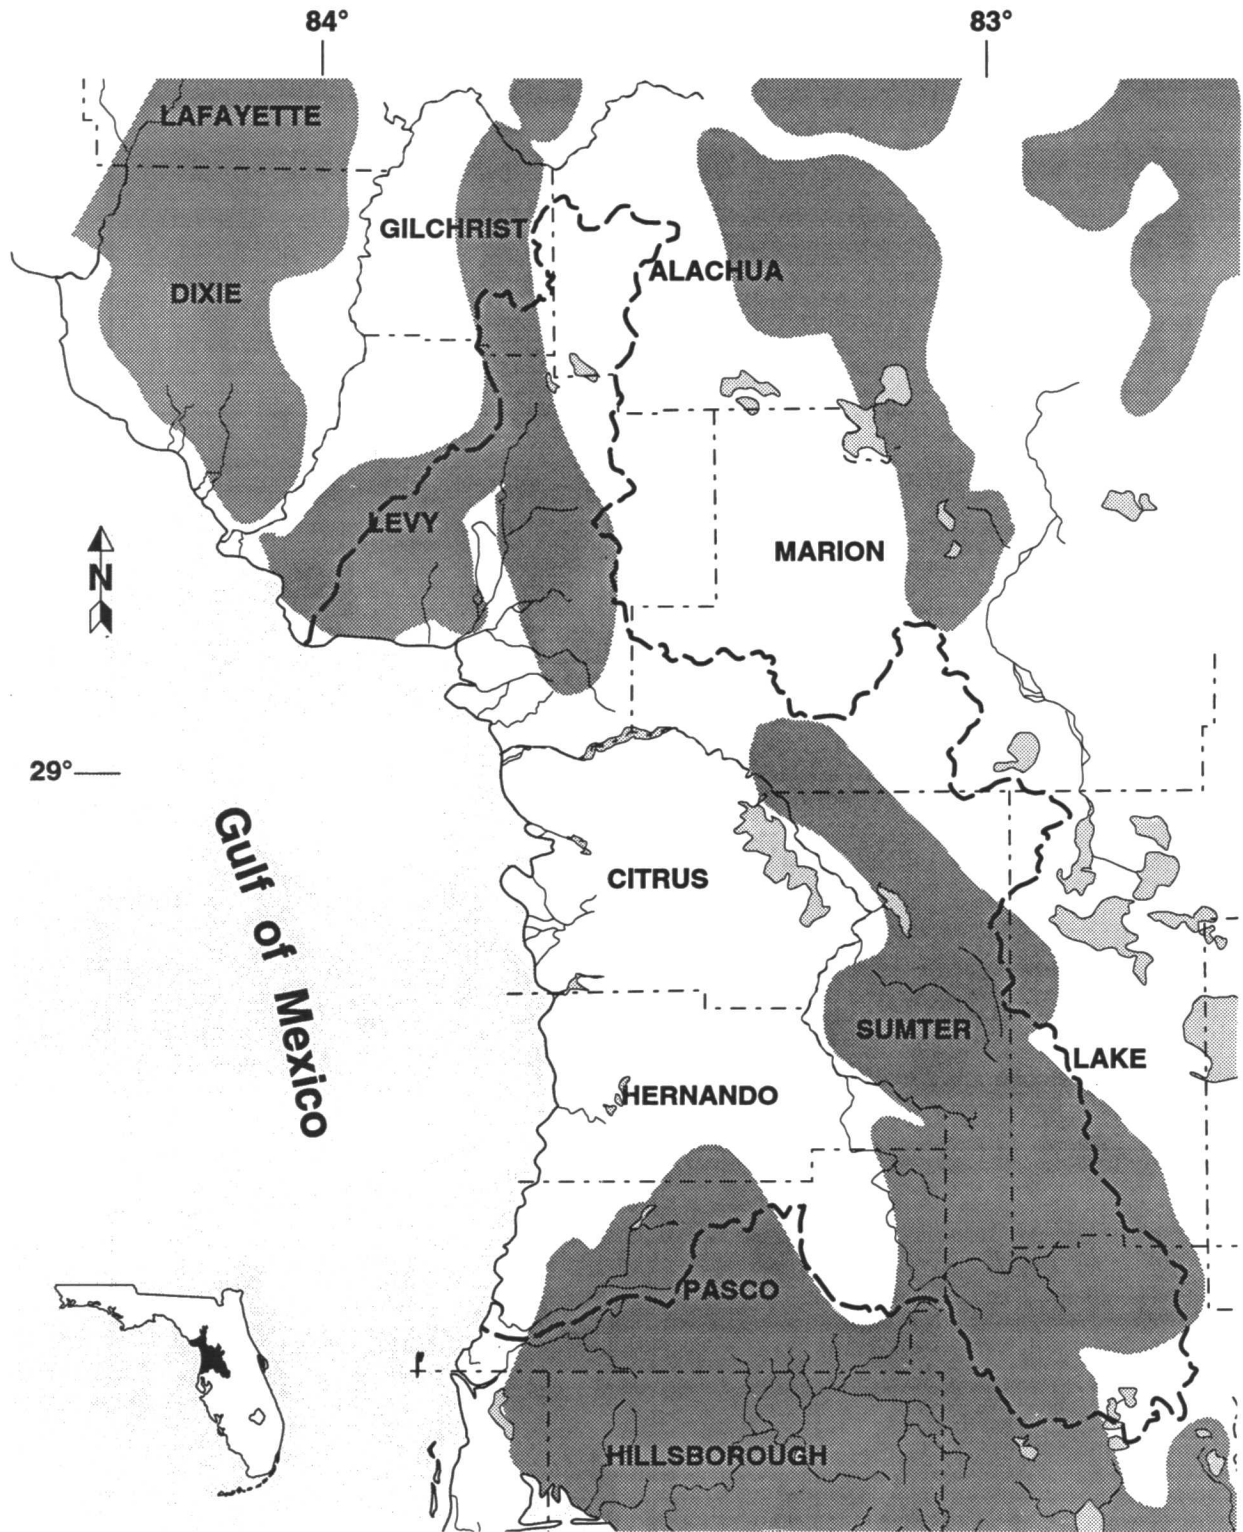 84°
83°
LAFAYETTE
GILCHRIST
ALACHUA
DIXIE
LEVY
MARION
N
29°
Gulf of Mexico
CITRUS
SUMTER
LAKE
HERNANDO
PASCO
HILLSBOROUGH